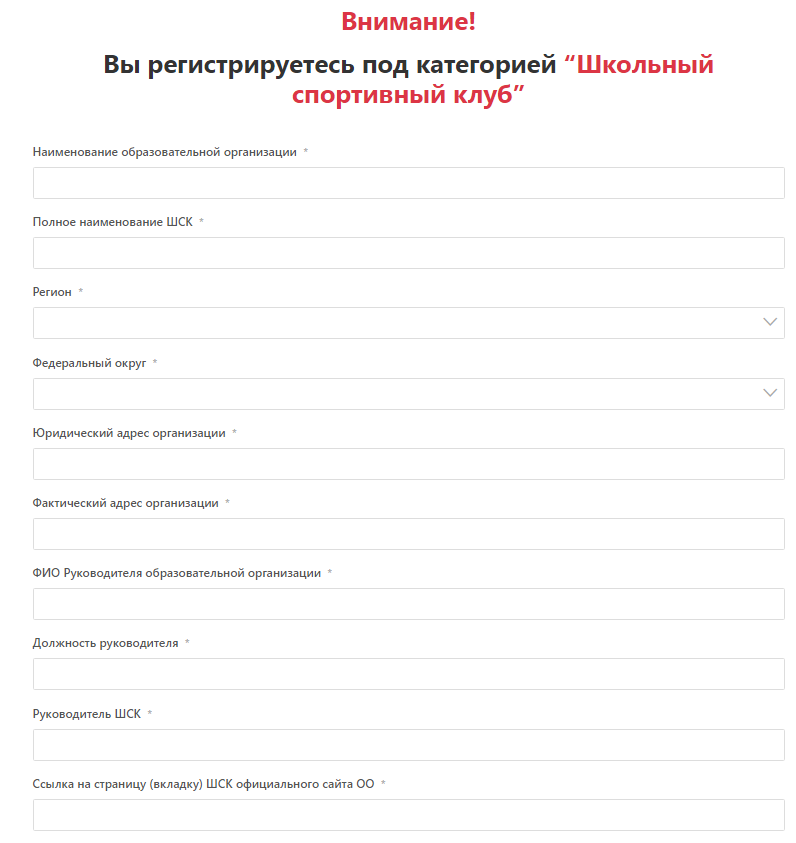 Внимание!
Вы регистрируетесь под категорией “Школьный
спортивный клуб”
Наименование образовательной организации *
Полное наименование ШСК *
Регион *
Федеральный округ *
Юридический адрес организации *
Фактический адрес организации *
ФИО Руководителя образовательной организации *
Должность руководителя *
Руководитель ШСК *
Ссылка на страницу (вкладку) ШСК официального сайта ОО *